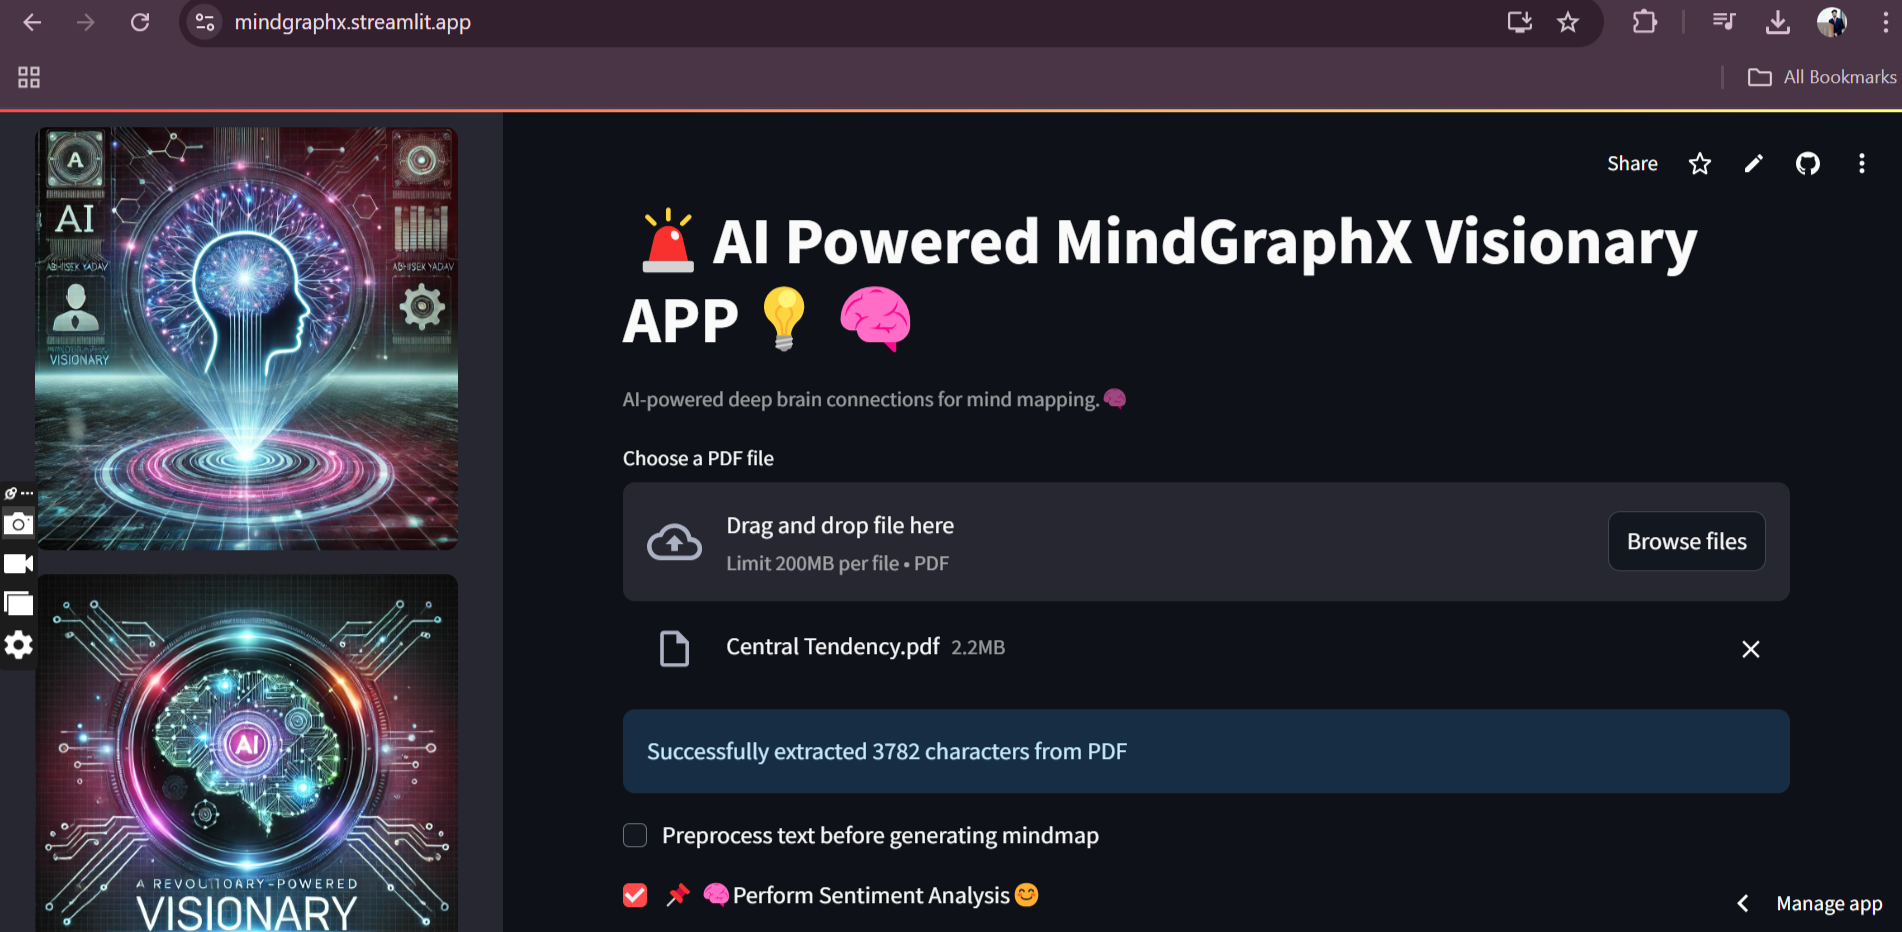 mindgraphx.streamlit.app
All Bookmarks
A
AI
ABHISEK YADAV
ABHISEK YADAV
VISIONARY
AI
A REVOLUTIOARY-POWERED
VISIONARY
Share
🚨 AI Powered MindGraphX Visionary
APP 💡 🧠
AI-powered deep brain connections for mind mapping.🧠
Choose a PDF file
Drag and drop file here
Limit 200MB per file • PDF
Browse files
Central Tendency.pdf 2.2MB
Successfully extracted 3782 characters from PDF
Preprocess text before generating mindmap
📌 🧠Perform Sentiment Analysis😊
Manage app